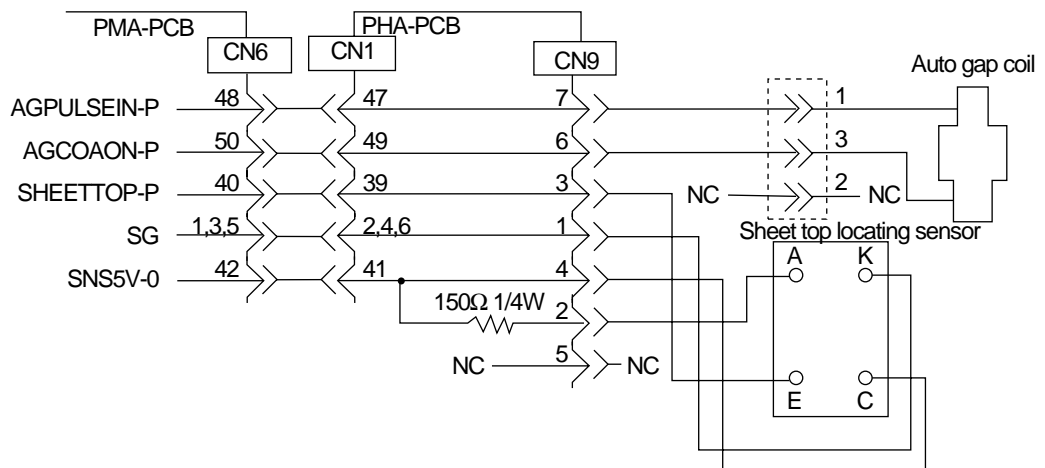 PMA-PCB PHA-PCB
CN6 CN1 CN9
Auto gap coil
AGPULSEIN-P 48 47 7 1
AGCOAON-P 50 49 6 3
SHEETTOP-P 40 39 3 NC 2 NC
SG 1,3,5 2,4,6 1 Sheet top locating sensor
A K
SNS5V-0 42 41 4
150Ω 1/4W 2
NC 5 NC
E C